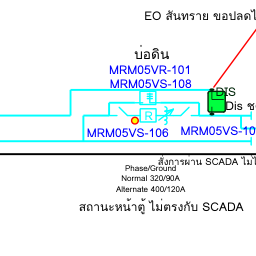 EO สันทราย ขอปลดไ
บ่อดิน
MRM05VR-101
MRM05VS-108
DIS
Dis ช
R
MRM05VS-106
MRM05VS-10
สั่งการผ่าน SCADA ไม่
Phase/Ground
Normal 320/90A
Alternate 400/120A
สถานะหน้าตู้ ไม่ตรงกับ SCADA